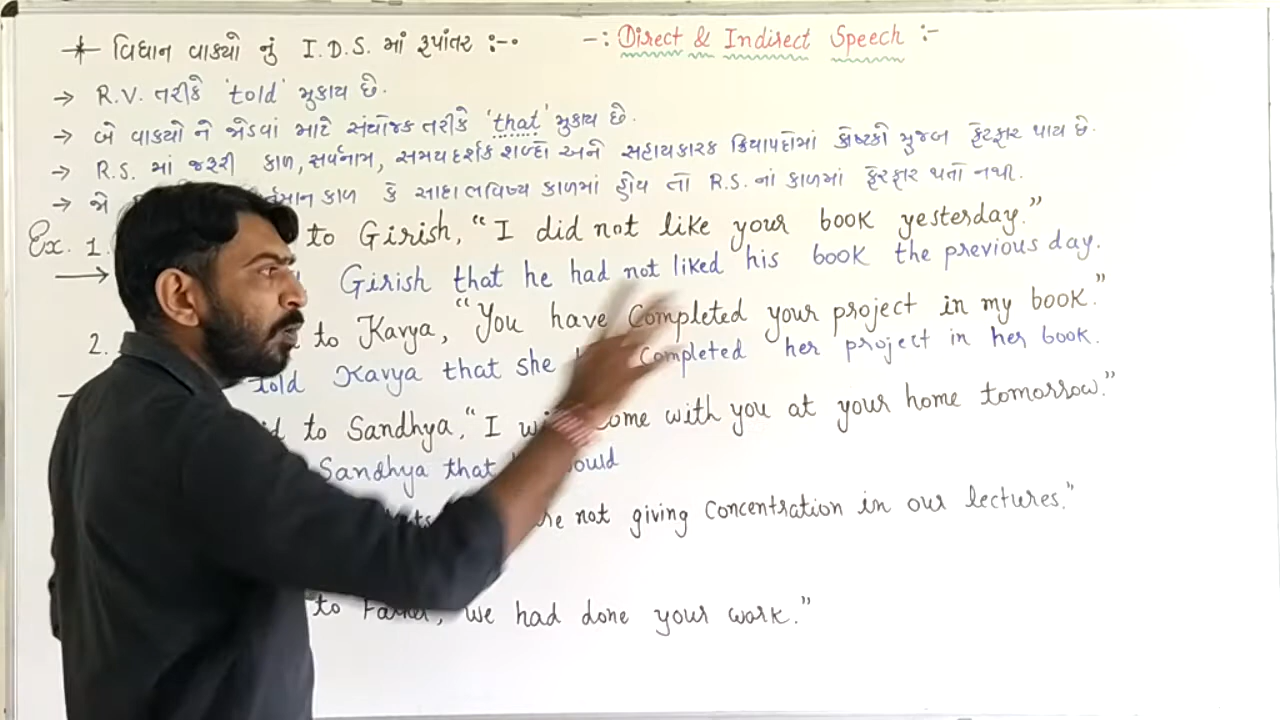 * વિધાન વાક્યો નું I.D.S. માં રૂપાંતર :-
-: Direct & Indirect Speech :-
→ R.V. તરીકે 'told' મુકાય છે.
→ બે વાક્યો ને જોડવાં માટે સંયોજક તરીકે 'that' મુકાય છે.
→ R.S. માં જરૂરી કાળ, સર્વનામ, સમયદર્શક શબ્દો અને સહાયકારક ક્રિયાપદોમાં કોષ્ટકો મુજબ ફેરફાર થાય છે.
→ જો કાળ કે સાદા ભવિષ્ય કાળમાં હોય તો R.S. નાં કાળમાં ફેરફાર થતો નથી.
Ex. 1. to Girish, "I did not like your book yesterday."
→ Girish that he had not liked his book the previous day.
2. to Kavya, "You have completed your project in my book."
told Kavya that she completed her project in her book.
to Sandhya, "I come with you at your home tomorrow."
Sandhya that
not giving concentration in our lectures."
to we had done your work."